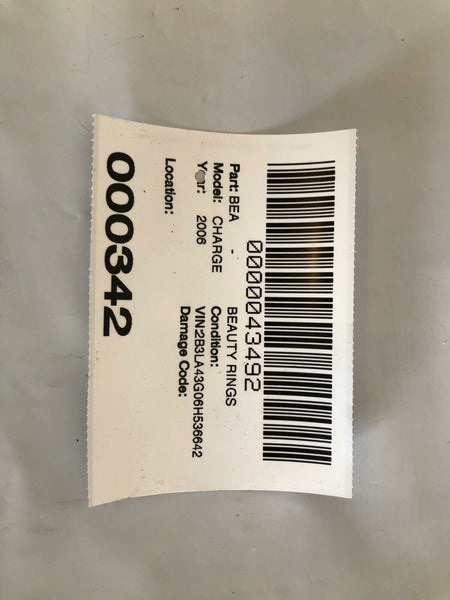 0000043492
Part: BEA - BEAUTY RINGS
Model: CHARGE Condition:
Year: 2006 VIN:2B3LA43G06H536642
Damage Code:
Location:
000342